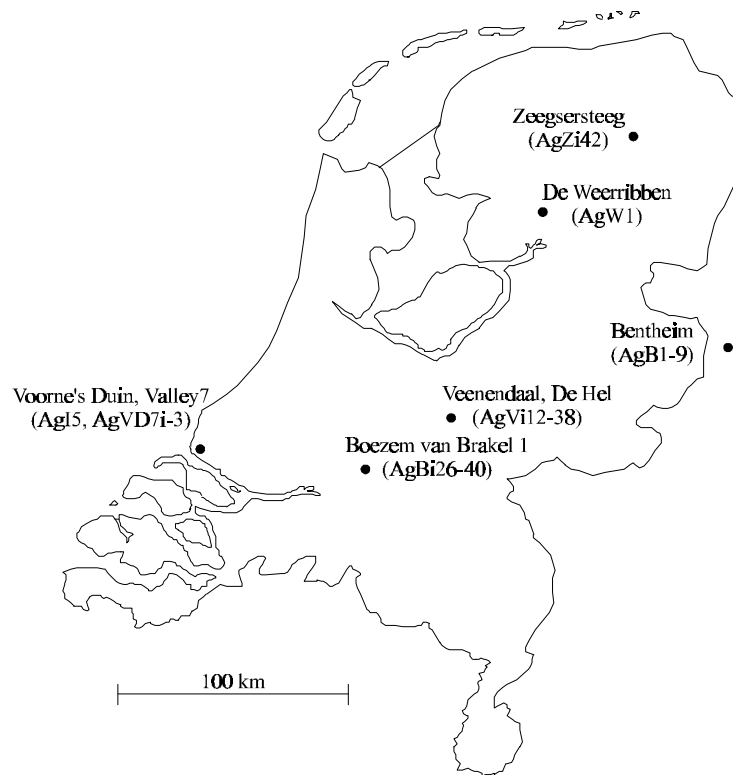 Zeegsersteeg
(AgZi42)
De Weerribben
(AgW1)
Bentheim
(AgB1-9)
Voorne's Duin, Valley7
(AgI5, AgVD7i-3)
Veenendaal, De Hel
(AgVi12-38)
Boezem van Brakel 1
(AgBi26-40)
100 km